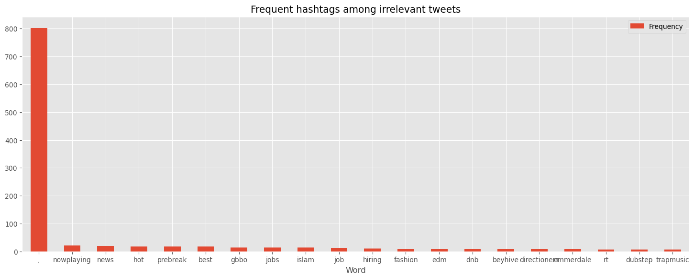 Frequent hashtags among irrelevant tweets
Frequency
800
700
600
500
400
300
200
100
0
. nowplaying news hot prebreak best gbbo jobs islam job hiring fashion edm dnb beyhive directioners emmerdale rt dubstep trapmusic
Word